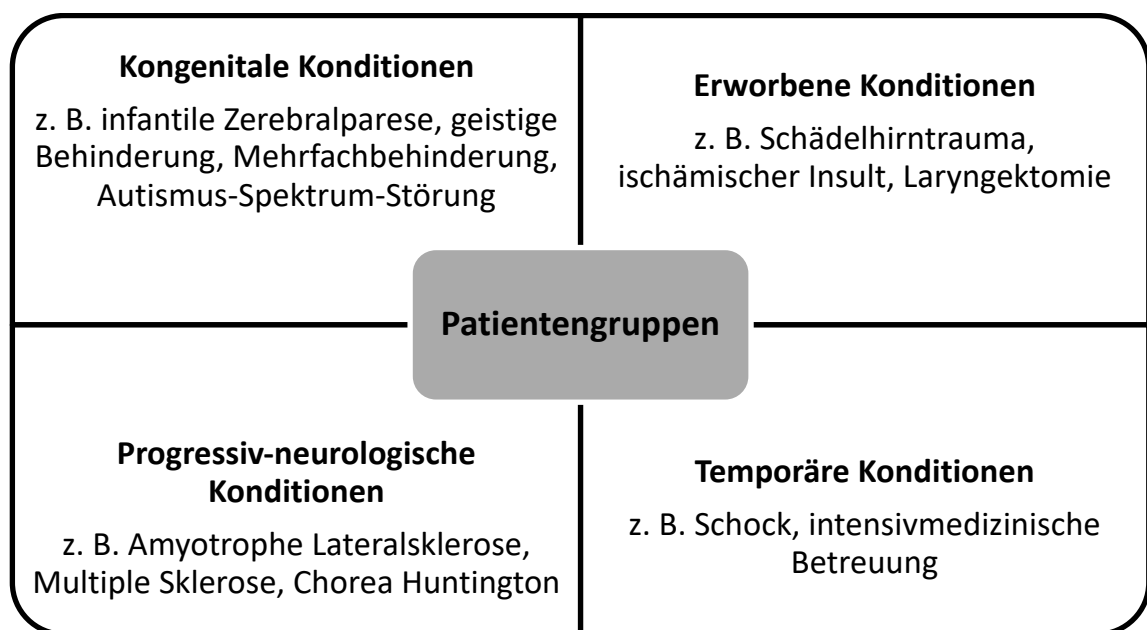 Kongenitale Konditionen
z. B. infantile Zerebralparese, geistige
Behinderung, Mehrfachbehinderung,
Autismus-Spektrum-Störung
Erworbene Konditionen
z. B. Schädelhirntrauma,
ischämischer Insult, Laryngektomie
Patientengruppen
Progressiv-neurologische
Konditionen
z. B. Amyotrophe Lateralsklerose,
Multiple Sklerose, Chorea Huntington
Temporäre Konditionen
z. B. Schock, intensivmedizinische
Betreuung